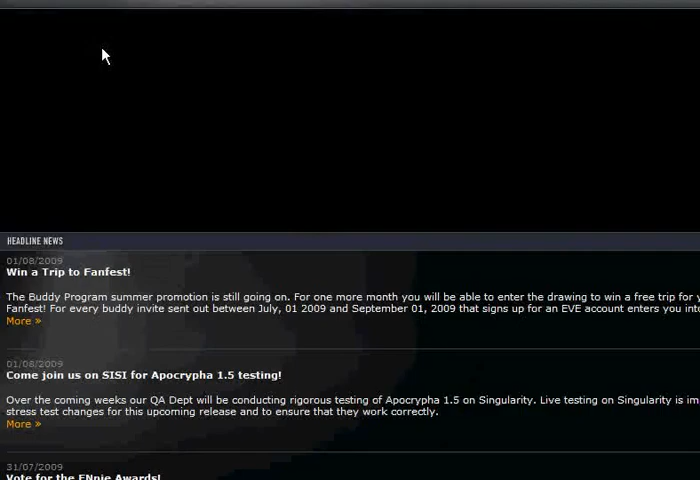 HEADLINE NEWS
01/08/2009
Win a Trip to Fanfest!
The Buddy Program summer promotion is still going on. For one more month you will be able to enter the drawing to win a free trip for
Fanfest! For every buddy invite sent out between July, 01 2009 and September 01, 2009 that signs up for an EVE account enters you
More »
01/08/2009
Come join us on SISI for Apocrypha 1.5 testing!
Over the coming weeks our QA Dept will be conducting rigorous testing of Apocrypha 1.5 on Singularity. Live testing on Singularity is
stress test changes for this upcoming release and to ensure that they work correctly.
More »
31/07/2009
Vote for the ENnie Awards!